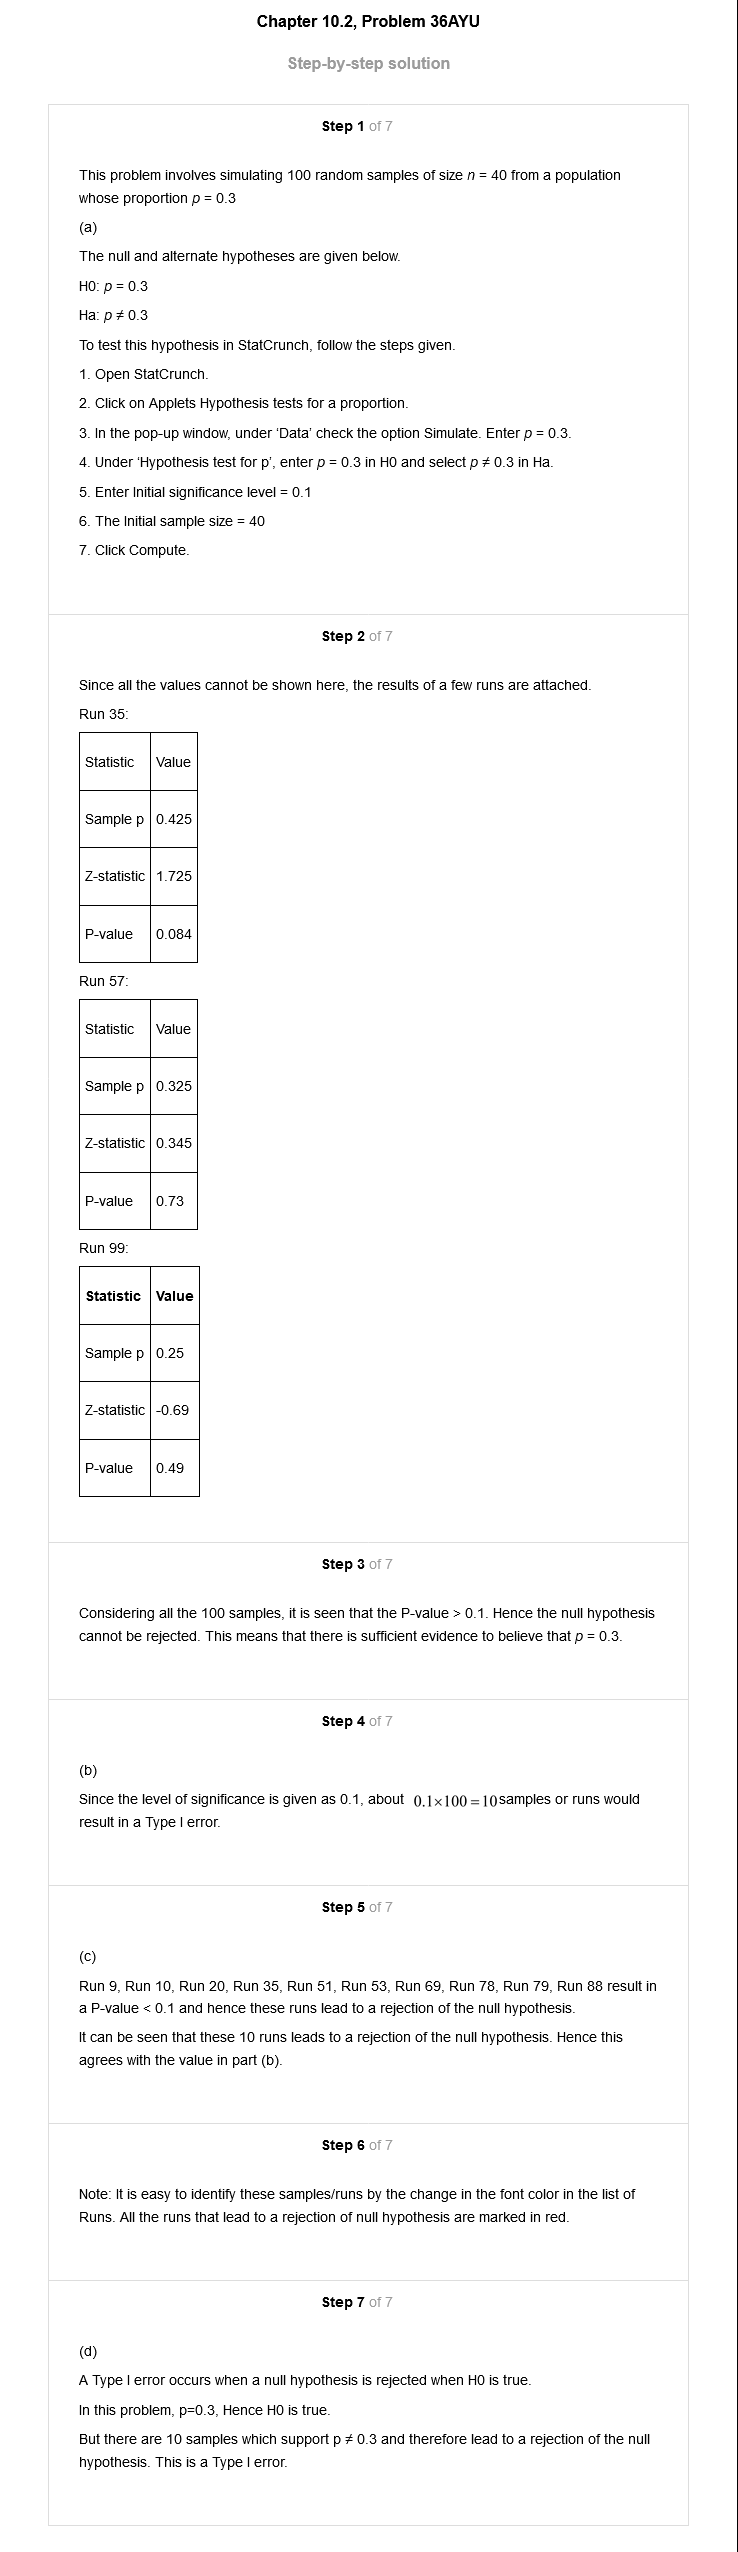 Chapter 10.2, Problem 36AYU
Step-by-step solution
Step 1 of 7
This problem involves simulating 100 random samples of size n = 40 from a population
whose proportion p = 0.3
(a)
The null and alternate hypotheses are given below.
H0: p = 0.3
Ha: p ≠ 0.3
To test this hypothesis in StatCrunch, follow the steps given.
1. Open StatCrunch.
2. Click on Applets Hypothesis tests for a proportion.
3. In the pop-up window, under ‘Data’ check the option Simulate. Enter p = 0.3.
4. Under ‘Hypothesis test for p’, enter p = 0.3 in H0 and select p ≠ 0.3 in Ha.
5. Enter Initial significance level = 0.1
6. The Initial sample size = 40
7. Click Compute.
Step 2 of 7
Since all the values cannot be shown here, the results of a few runs are attached.
Run 35:
Statistic Value
Sample p 0.425
Z-statistic 1.725
P-value 0.084
Run 57:
Statistic Value
Sample p 0.325
Z-statistic 0.345
P-value 0.73
Run 99:
Statistic Value
Sample p 0.25
Z-statistic -0.69
P-value 0.49
Step 3 of 7
Considering all the 100 samples, it is seen that the P-value > 0.1. Hence the null hypothesis
cannot be rejected. This means that there is sufficient evidence to believe that p = 0.3.
Step 4 of 7
(b)
Since the level of significance is given as 0.1, about 0.1×100=10 samples or runs would
result in a Type I error.
Step 5 of 7
(c)
Run 9, Run 10, Run 20, Run 35, Run 51, Run 53, Run 69, Run 78, Run 79, Run 88 result in
a P-value < 0.1 and hence these runs lead to a rejection of the null hypothesis.
It can be seen that these 10 runs leads to a rejection of the null hypothesis. Hence this
agrees with the value in part (b).
Step 6 of 7
Note: It is easy to identify these samples/runs by the change in the font color in the list of
Runs. All the runs that lead to a rejection of null hypothesis are marked in red.
Step 7 of 7
(d)
A Type I error occurs when a null hypothesis is rejected when H0 is true.
In this problem, p=0.3, Hence H0 is true.
But there are 10 samples which support p ≠ 0.3 and therefore lead to a rejection of the null
hypothesis. This is a Type I error.